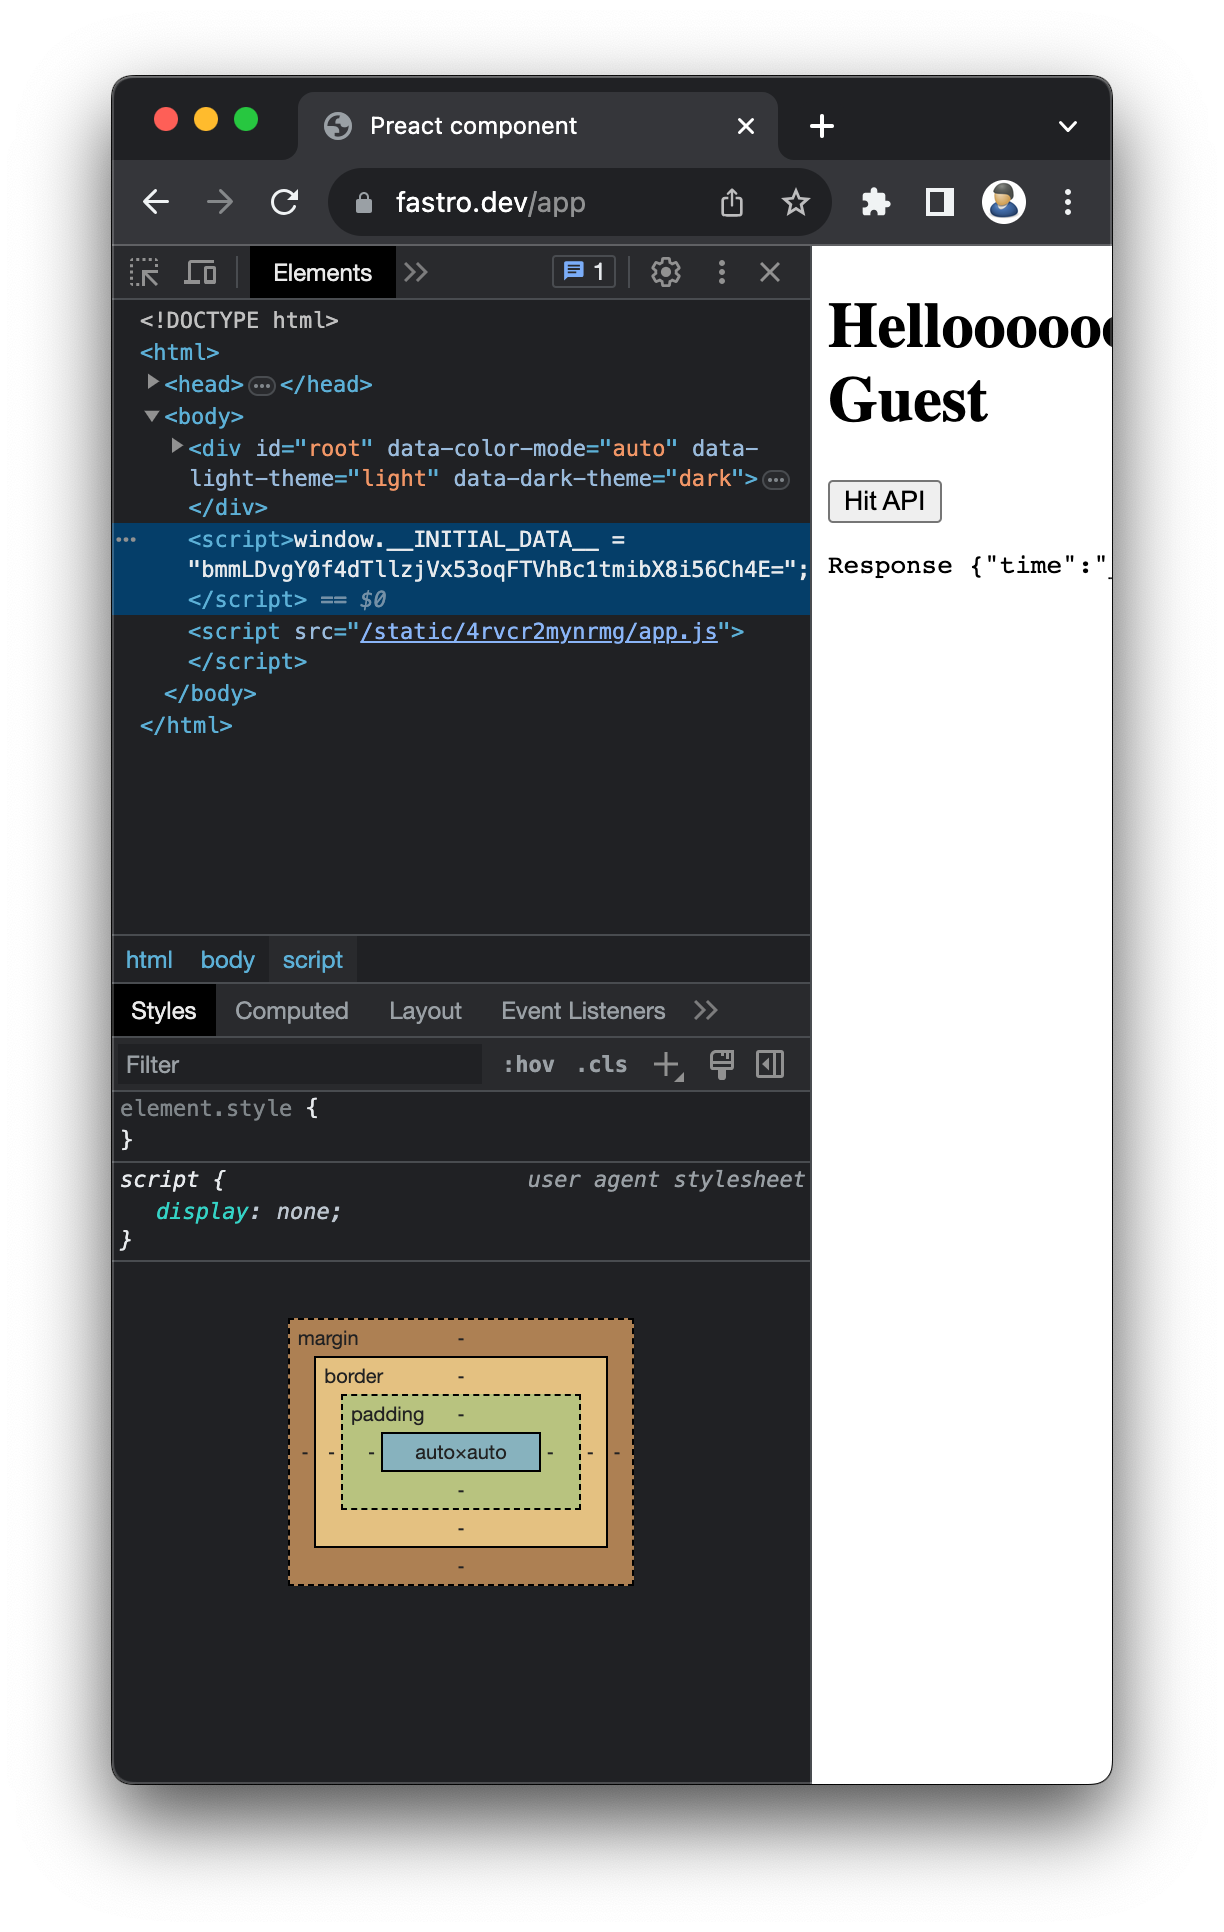 Preact component
fastro.dev/app
Elements
1
<!DOCTYPE html>
<html>
<head> ··· </head>
<body>
<div id="root" data-color-mode="auto" data-
light-theme="light" data-dark-theme="dark"> ···
</div>
<script>window.__INITIAL_DATA__ =
"bmmLDvgY0f4dTllzjVx53oqFTVhBc1tmibX8i56Ch4E=";
</script> == $0
<script src="/static/4rvcr2mynrmg/app.js">
</script>
</body>
</html>
html body script
Styles Computed Layout Event Listeners
Filter :hov .cls
element.style {
}
script { user agent stylesheet
display: none;
}
margin -
border -
padding -
- - - auto×auto - - -
-
-
-
Guest
Hit API
Response {"time":"